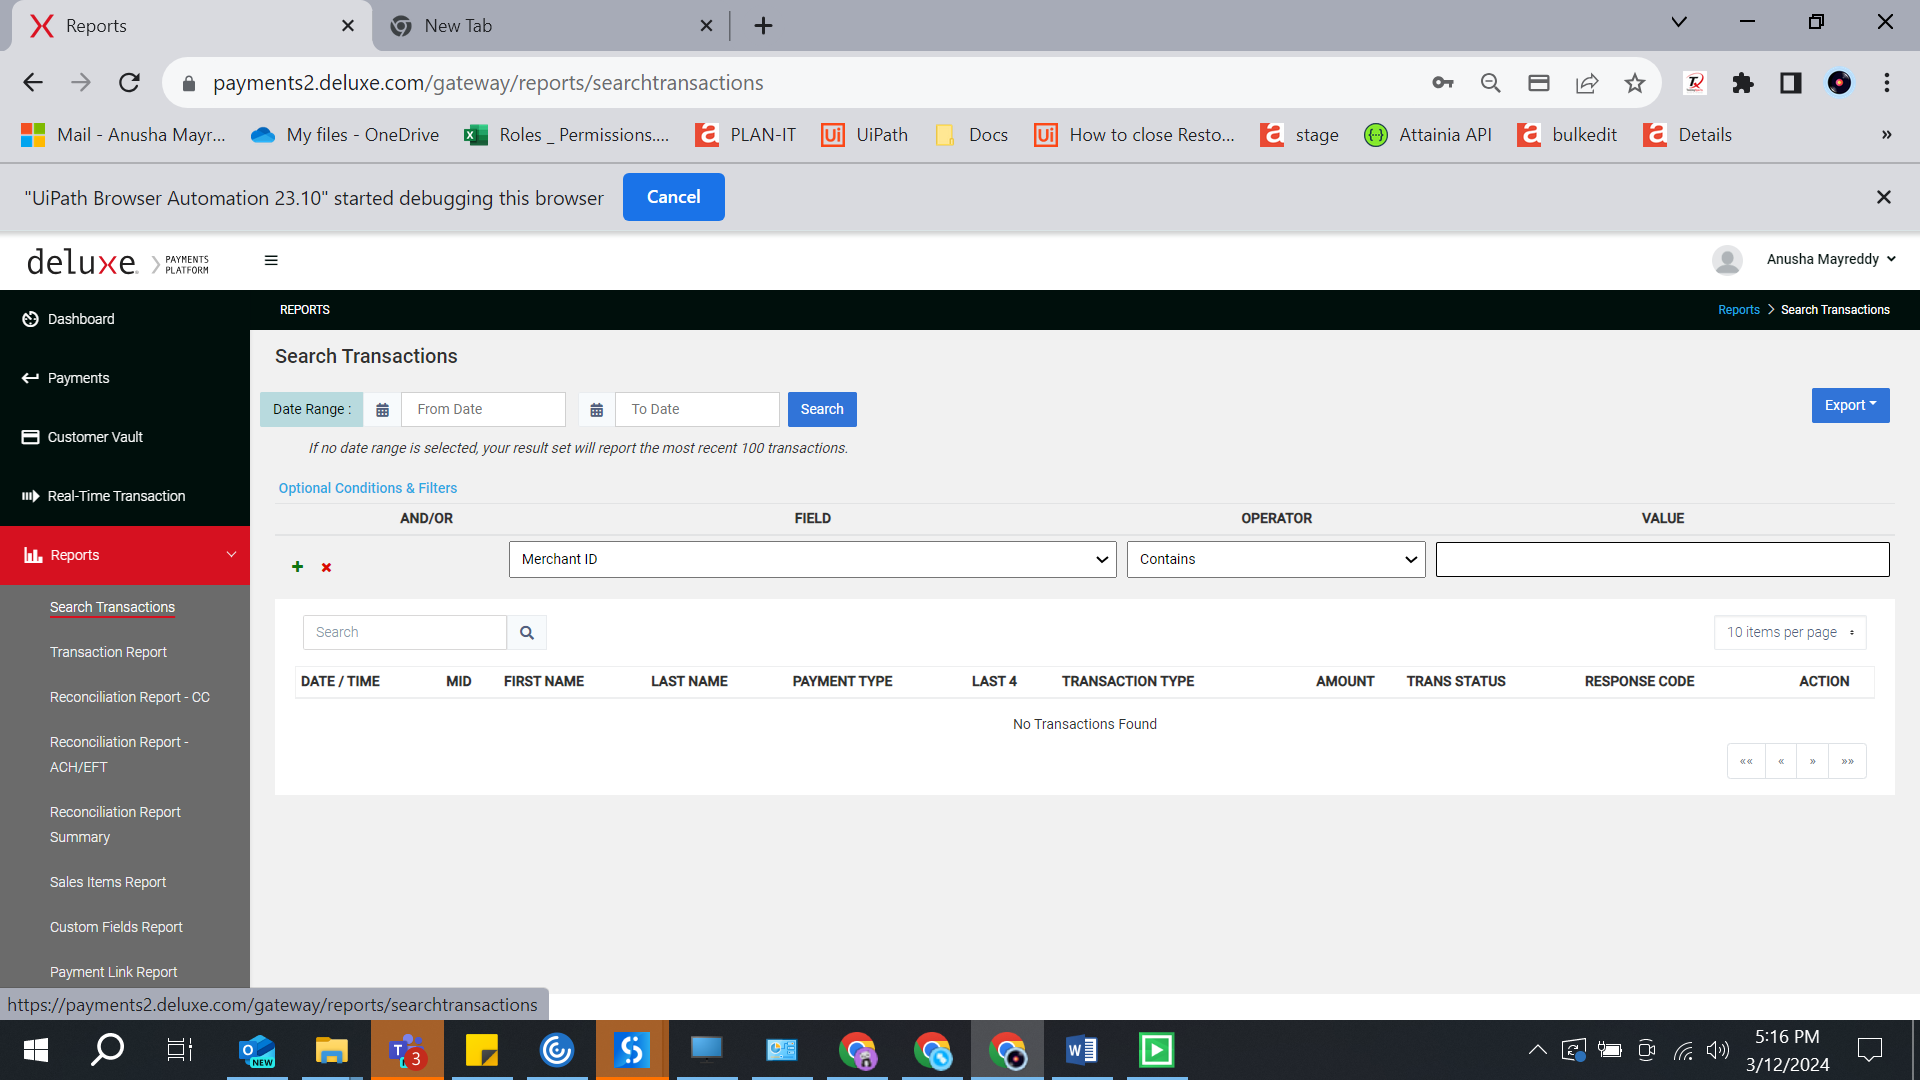 Reports
New Tab
payments2.deluxe.com/gateway/reports/searchtransactions
Mail - Anusha Mayr...
My files - OneDrive
Roles _ Permissions....
PLAN-IT
UiPath
Docs
How to close Resto...
stage
Attainia API
bulkedit
Details
»
"UiPath Browser Automation 23.10" started debugging this browser
Cancel
deluxe. PAYMENTS PLATFORM
Anusha Mayreddy
Dashboard
Payments
Customer Vault
Real-Time Transaction
Reports
Search Transactions
Transaction Report
Reconciliation Report - CC
Reconciliation Report -
ACH/EFT
Reconciliation Report
Summary
Sales Items Report
Custom Fields Report
Payment Link Report
REPORTS
Reports > Search Transactions
Search Transactions
Date Range :
From Date
To Date
Search
Export
If no date range is selected, your result set will report the most recent 100 transactions.
Optional Conditions & Filters
AND/OR FIELD OPERATOR VALUE
Merchant ID
Contains
Search
10 items per page
DATE / TIME MID FIRST NAME LAST NAME PAYMENT TYPE LAST 4 TRANSACTION TYPE AMOUNT TRANS STATUS RESPONSE CODE ACTION
No Transactions Found
«« « » »»
https://payments2.deluxe.com/gateway/reports/searchtransactions
NEW
3
5:16 PM
3/12/2024